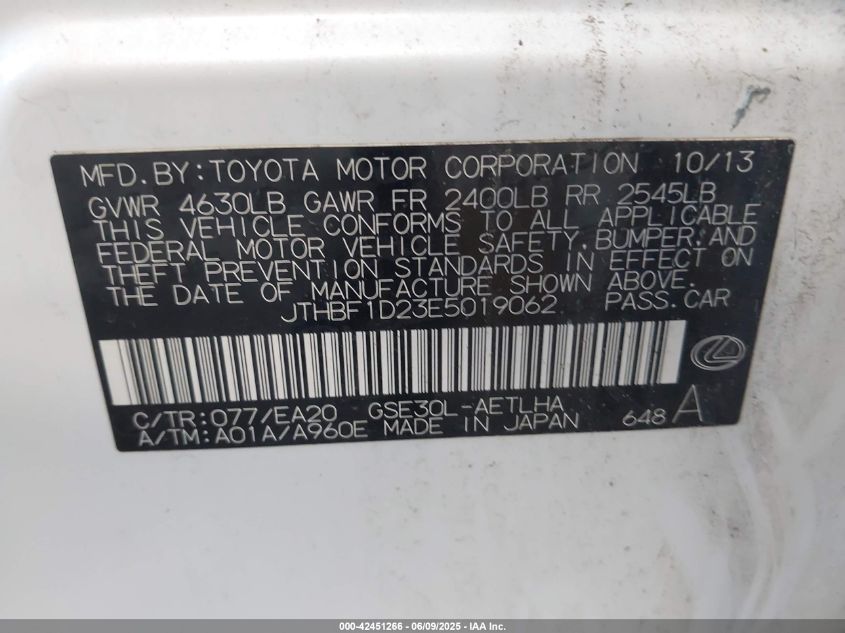 MFD.BY:TOYOTA MOTOR CORPORATION 10/13
GVWR 4630LB GAWR FR 2400LB RR 2545LB
THIS VEHICLE CONFORMS TO ALL APPLICABLE
FEDERAL MOTOR VEHICLE SAFETY,BUMPER,AND
THEFT PREVENTION STANDARDS IN EFFECT ON
THE DATE OF MANUFACTURE SHOWN ABOVE.
JTHBF1D23E5019062 PASS.CAR
C/TR:077/EA20 GSE30L-AETLHA
A/TM:A01A/A960E MADE IN JAPAN 648 A
000-42451266 - 06/09/2025 - IAA Inc.